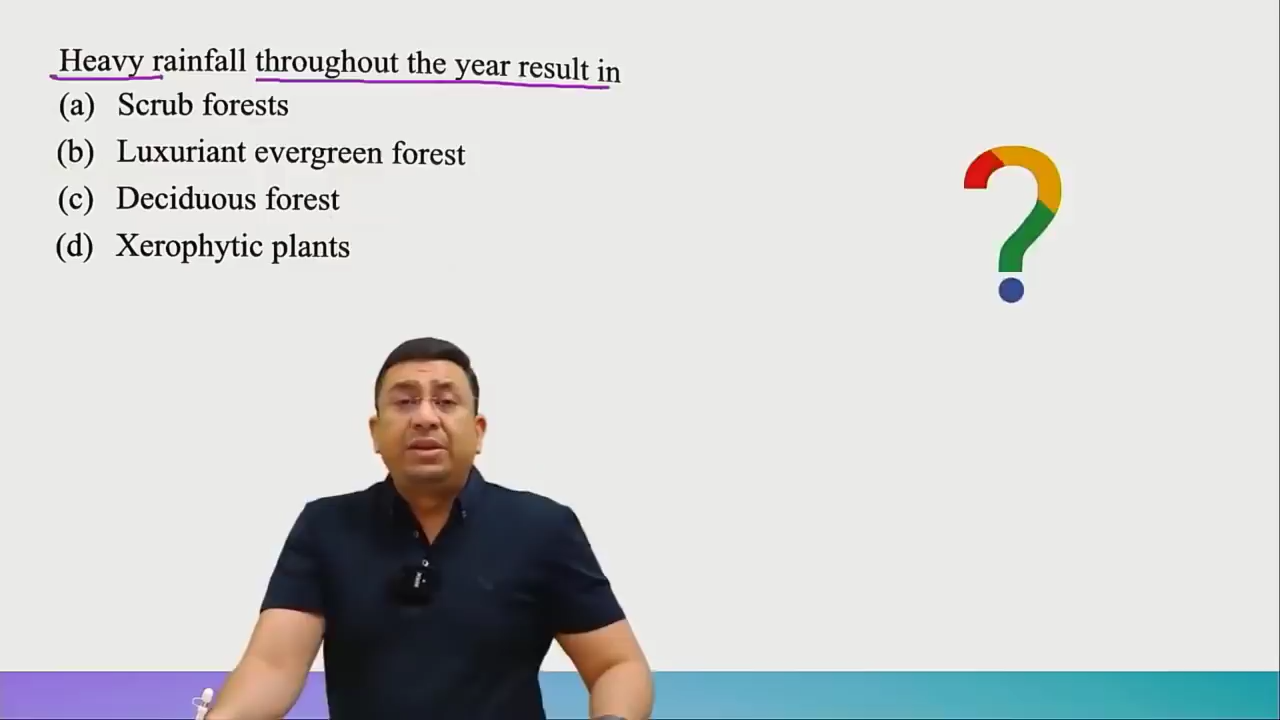 Heavy rainfall throughout the year result in
(a) Scrub forests
(b) Luxuriant evergreen forest
(c) Deciduous forest
(d) Xerophytic plants
?